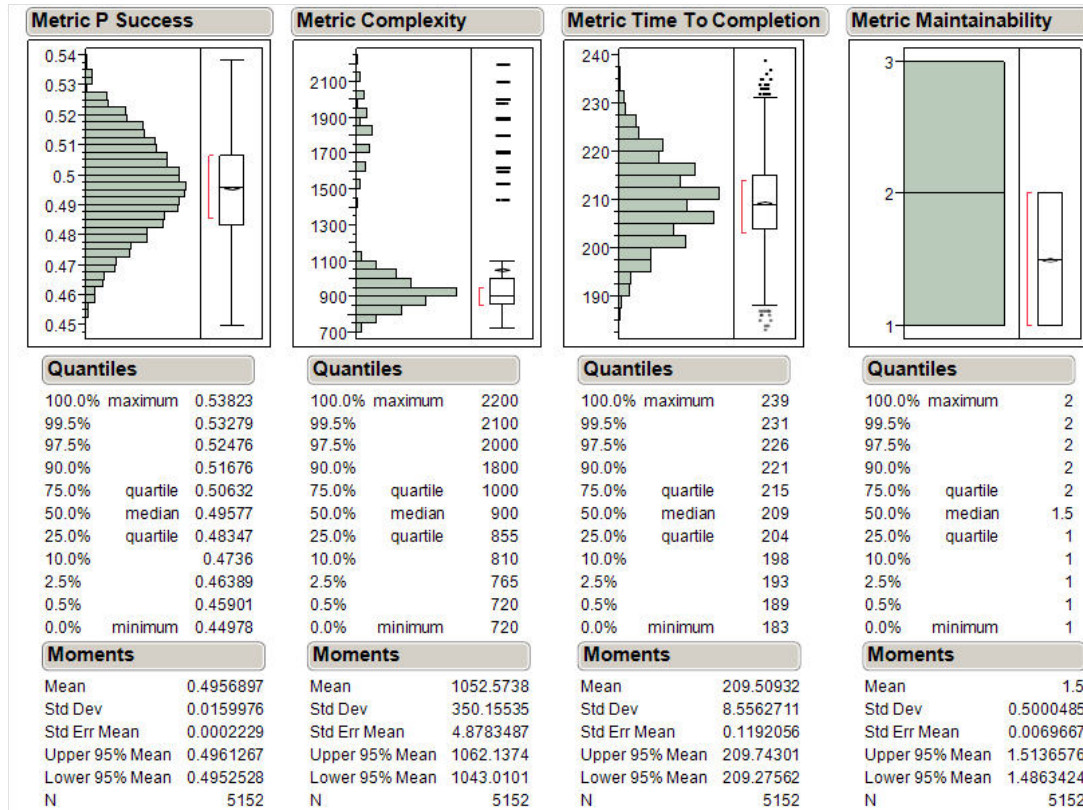 Metric P Success
0.54
0.53
0.52
0.51
0.5
0.49
0.48
0.47
0.46
0.45
Quantiles
100.0% maximum 0.53823
99.5% 0.53279
97.5% 0.52476
90.0% 0.51676
75.0% quartile 0.50632
50.0% median 0.49577
25.0% quartile 0.48347
10.0% 0.4736
2.5% 0.46389
0.5% 0.45901
0.0% minimum 0.44978
Moments
Mean 0.4956897
Std Dev 0.0159976
Std Err Mean 0.0002229
Upper 95% Mean 0.4961267
Lower 95% Mean 0.4952528
N 5152
Metric Complexity
2100
1900
1700
1500
1300
1100
900
700
Quantiles
100.0% maximum 2200
99.5% 2100
97.5% 2000
90.0% 1800
75.0% quartile 1000
50.0% median 900
25.0% quartile 855
10.0% 810
2.5% 765
0.5% 720
0.0% minimum 720
Moments
Mean 1052.5738
Std Dev 350.15535
Std Err Mean 4.8783487
Upper 95% Mean 1062.1374
Lower 95% Mean 1043.0101
N 5152
Metric Time To Completion
240
230
220
210
200
190
Quantiles
100.0% maximum 239
99.5% 231
97.5% 226
90.0% 221
75.0% quartile 215
50.0% median 209
25.0% quartile 204
10.0% 198
2.5% 193
0.5% 189
0.0% minimum 183
Moments
Mean 209.50932
Std Dev 8.5562711
Std Err Mean 0.1192056
Upper 95% Mean 209.74301
Lower 95% Mean 209.27562
N 5152
Metric Maintainability
3
2
1
Quantiles
100.0% maximum 2
99.5% 2
97.5% 2
90.0% 2
75.0% quartile 2
50.0% median 1.5
25.0% quartile 1
10.0% 1
2.5% 1
0.5% 1
0.0% minimum 1
Moments
Mean 1.5
Std Dev 0.5000485
Std Err Mean 0.0069667
Upper 95% Mean 1.5136576
Lower 95% Mean 1.4863424
N 5152